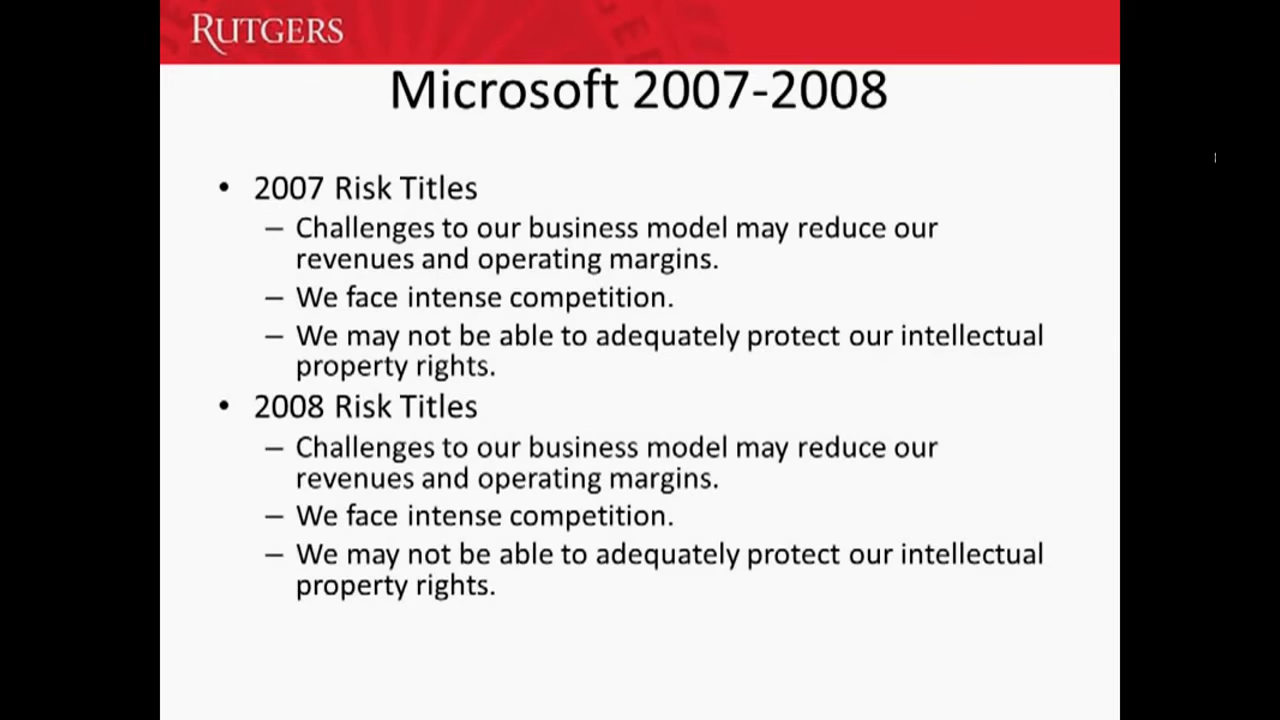 RUTGERS
Microsoft 2007-2008
• 2007 Risk Titles
– Challenges to our business model may reduce our
revenues and operating margins.
– We face intense competition.
– We may not be able to adequately protect our intellectual
property rights.
• 2008 Risk Titles
– Challenges to our business model may reduce our
revenues and operating margins.
– We face intense competition.
– We may not be able to adequately protect our intellectual
property rights.